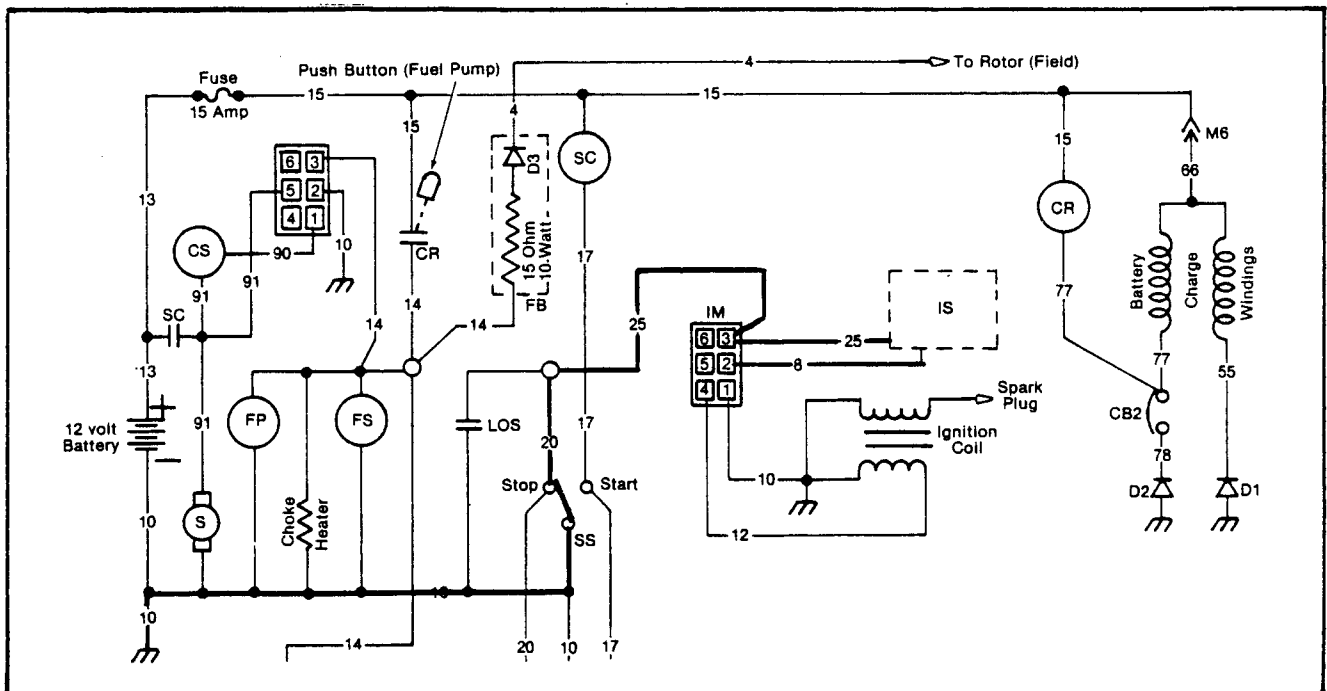 Fuse
15 Amp
Push Button (Fuel Pump)
4
To Rotor (Field)
15
15
15
4
15
M6
66
13
6 3
5 2
4 1
D3
SC
CS
90
10
91
91
CR
15 Ohm
10-Watt
FB
17
CR
Battery
Charge
Windings
SC
14
14
14
25
IM
6 3
5 2
4 1
IS
25
8
77
77
55
13
12 volt
Battery
+
−
91
FP
FS
LOS
20
17
Spark
Plug
Ignition
Coil
CB2
78
Choke
Heater
Stop
Start
10
12
D2
D1
10
S
SS
10
14
20
10
17